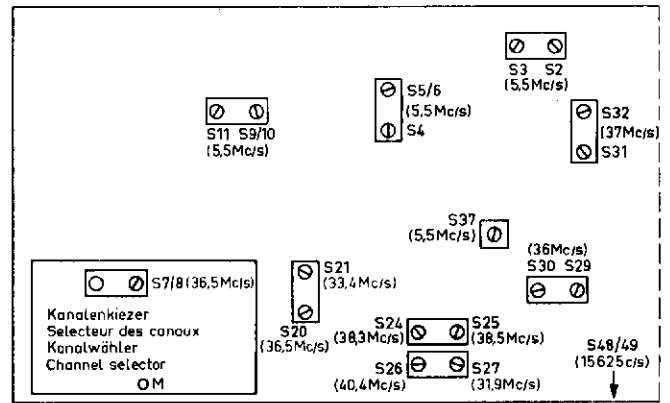 S3 S2
(5,5Mc/s)
S5/6
(5,5Mc/s)
S4
S11 S9/10
(5,5Mc/s)
S32
(37Mc/s)
S31
S37
(5,5Mc/s)
(36Mc/s)
S30 S29
S7/8 (36,5Mc/s)
Kanalenkiezer
Selecteur des canaux
Kanalwähler
Channel selector
M
S21
(33,4Mc/s)
S20
(36,5Mc/s)
S24 S25
(38,3Mc/s) (38,5Mc/s)
S26 S27
(40,4Mc/s) (31,9Mc/s)
S48/49
(15625c/s)